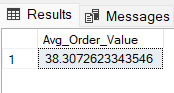 Results Messages
Avg_Order_Value
1 38.3072623343546